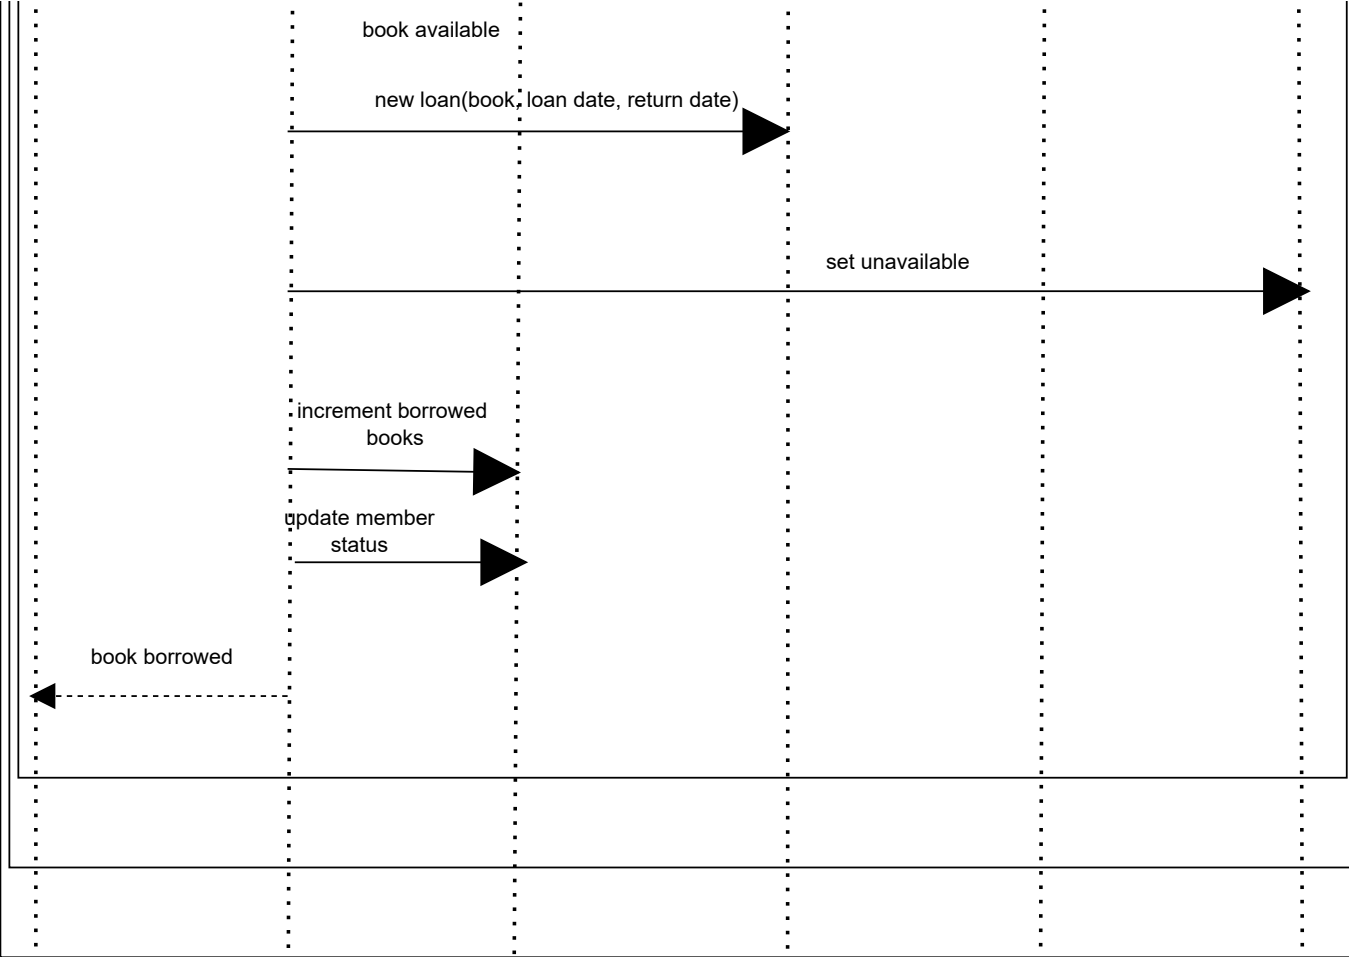 book available
new loan(book, loan date, return date)
set unavailable
increment borrowed
books
update member
status
book borrowed